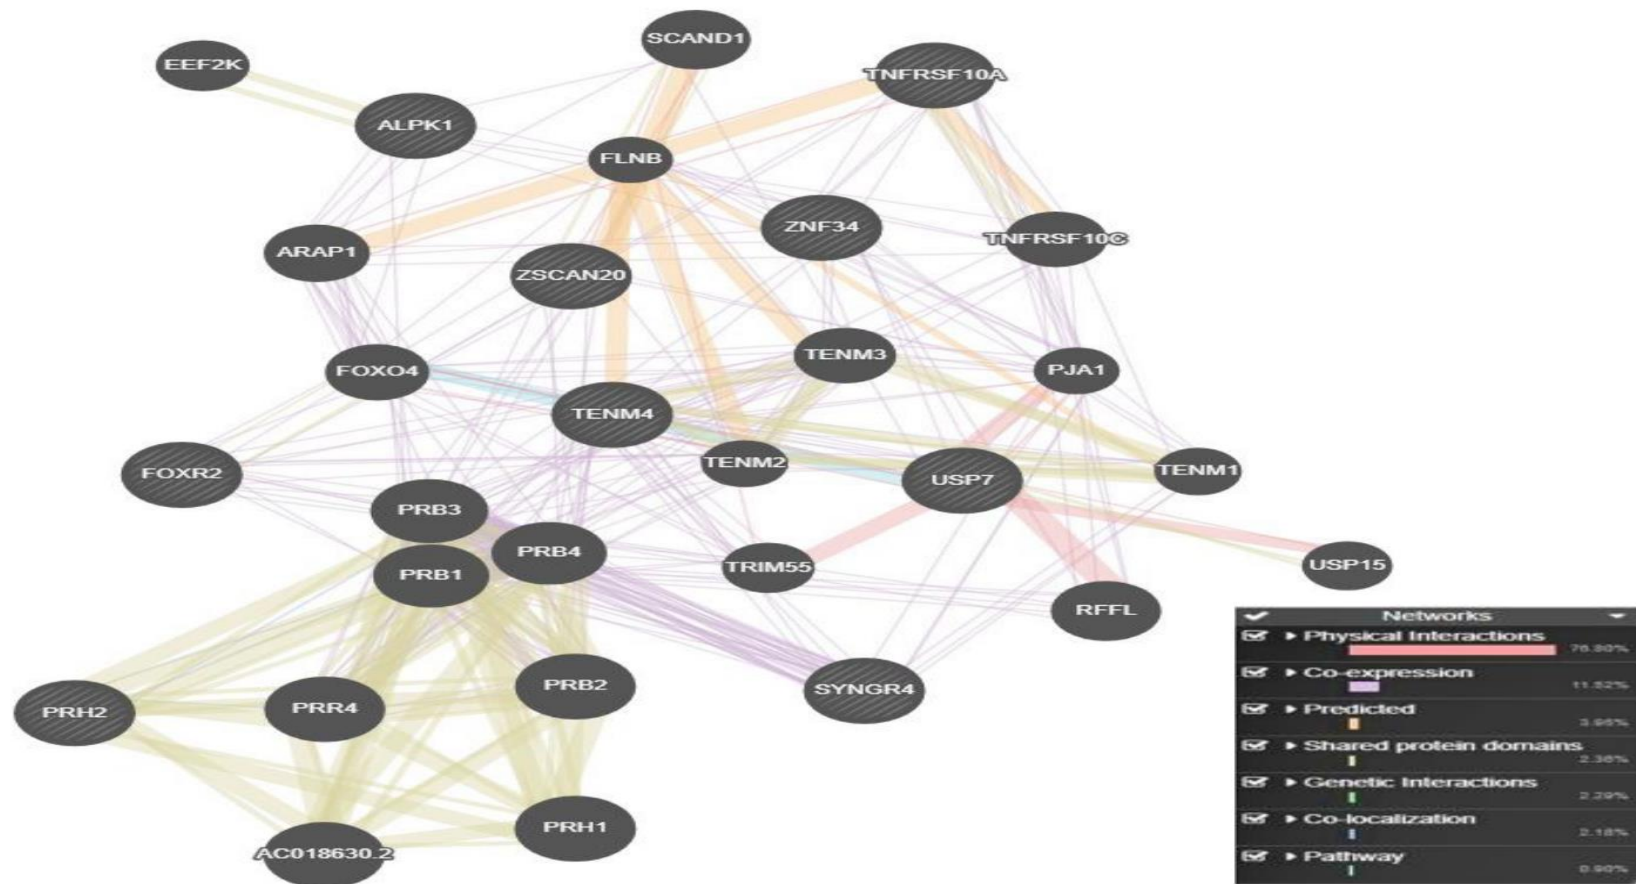 SCAND1
EEF2K
TNFRSF10A
ALPK1
FLNB
ZNF34
TNFRSF10C
ARAP1
ZSCAN20
TENM3
FOXO4
PJA1
TENM4
TENM2
TENM1
FOXR2
USP7
PRB3
PRB4
TRIM55
USP15
PRB1
RFFL
PRB2
SYNGR4
PRH2
PRR4
PRH1
AC018630.2
Networks
Physical Interactions
76.80%
Co-expression
11.52%
Predicted
3.95%
Shared protein domains
2.36%
Genetic Interactions
2.29%
Co-localization
2.18%
Pathway
0.90%